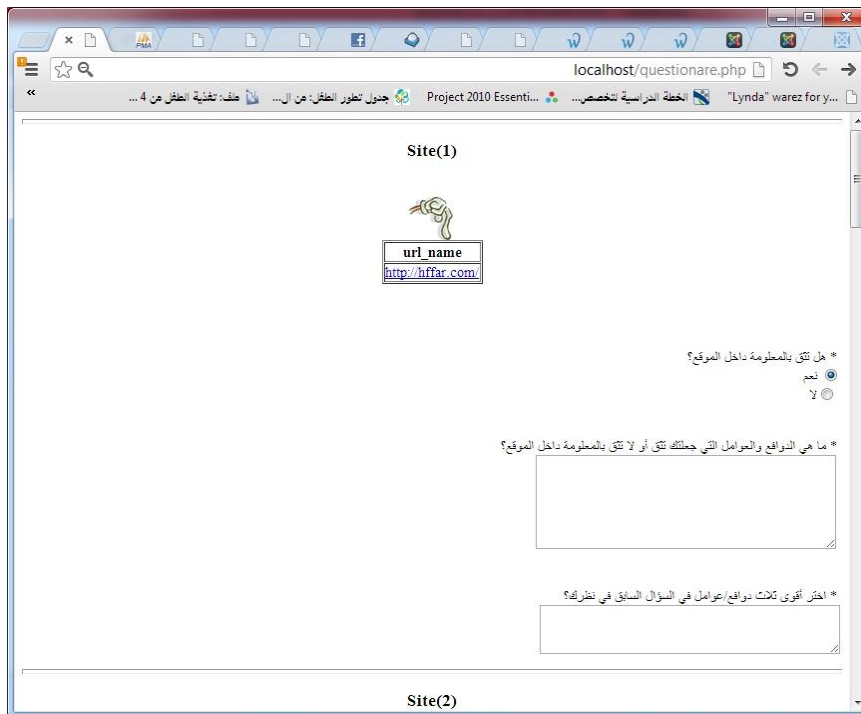 PMA
localhost/questionare.php
"Lynda" warez for y...
الخطة الدراسية لتخصص...
Project 2010 Essenti...
جدول تطور الطفل: من ال...
ملف: تغذية الطفل من 4 ...
Site(1)
url_name
http://hffar.com/
* هل تثق بالمعلومة داخل الموقع؟
نعم
لا
* ما هي الدوافع والعوامل التي جعلتك تثق أو لا تثق بالمعلومة داخل الموقع؟
* اختر أقوى ثلاث دوافع/عوامل في السؤال السابق في نظرك؟
Site(2)